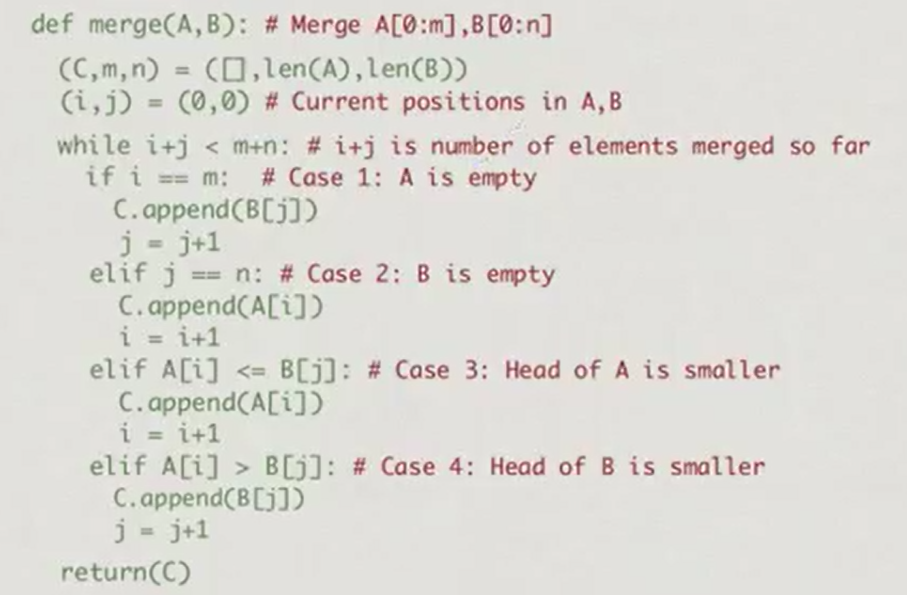 def merge(A,B): # Merge A[0:m],B[0:n]
(C,m,n) = ([],len(A),len(B))
(i,j) = (0,0) # Current positions in A,B
while i+j < m+n: # i+j is number of elements merged so far
if i == m: # Case 1: A is empty
C.append(B[j])
j = j+1
elif j == n: # Case 2: B is empty
C.append(A[i])
i = i+1
elif A[i] <= B[j]: # Case 3: Head of A is smaller
C.append(A[i])
i = i+1
elif A[i] > B[j]: # Case 4: Head of B is smaller
C.append(B[j])
j = j+1
return(C)